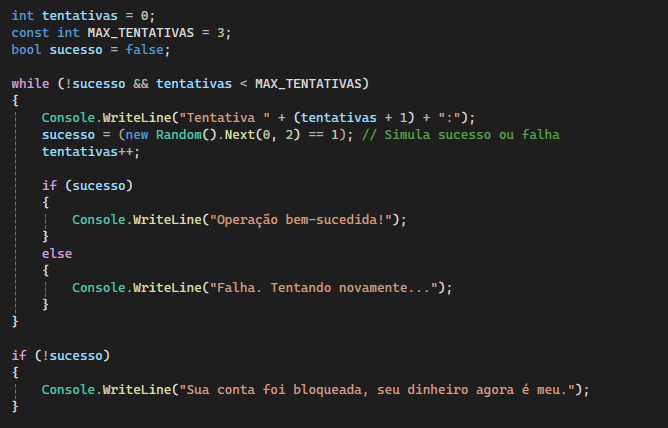 int tentativas = 0;
const int MAX_TENTATIVAS = 3;
bool sucesso = false;

while (!sucesso && tentativas < MAX_TENTATIVAS)
{
    Console.WriteLine("Tentativa " + (tentativas + 1) + ":");
    sucesso = (new Random().Next(0, 2) == 1); // Simula sucesso ou falha
    tentativas++;

    if (sucesso)
    {
        Console.WriteLine("Operação bem-sucedida!");
    }
    else
    {
        Console.WriteLine("Falha. Tentando novamente...");
    }
}

if (!sucesso)
{
    Console.WriteLine("Sua conta foi bloqueada, seu dinheiro agora é meu.");
}